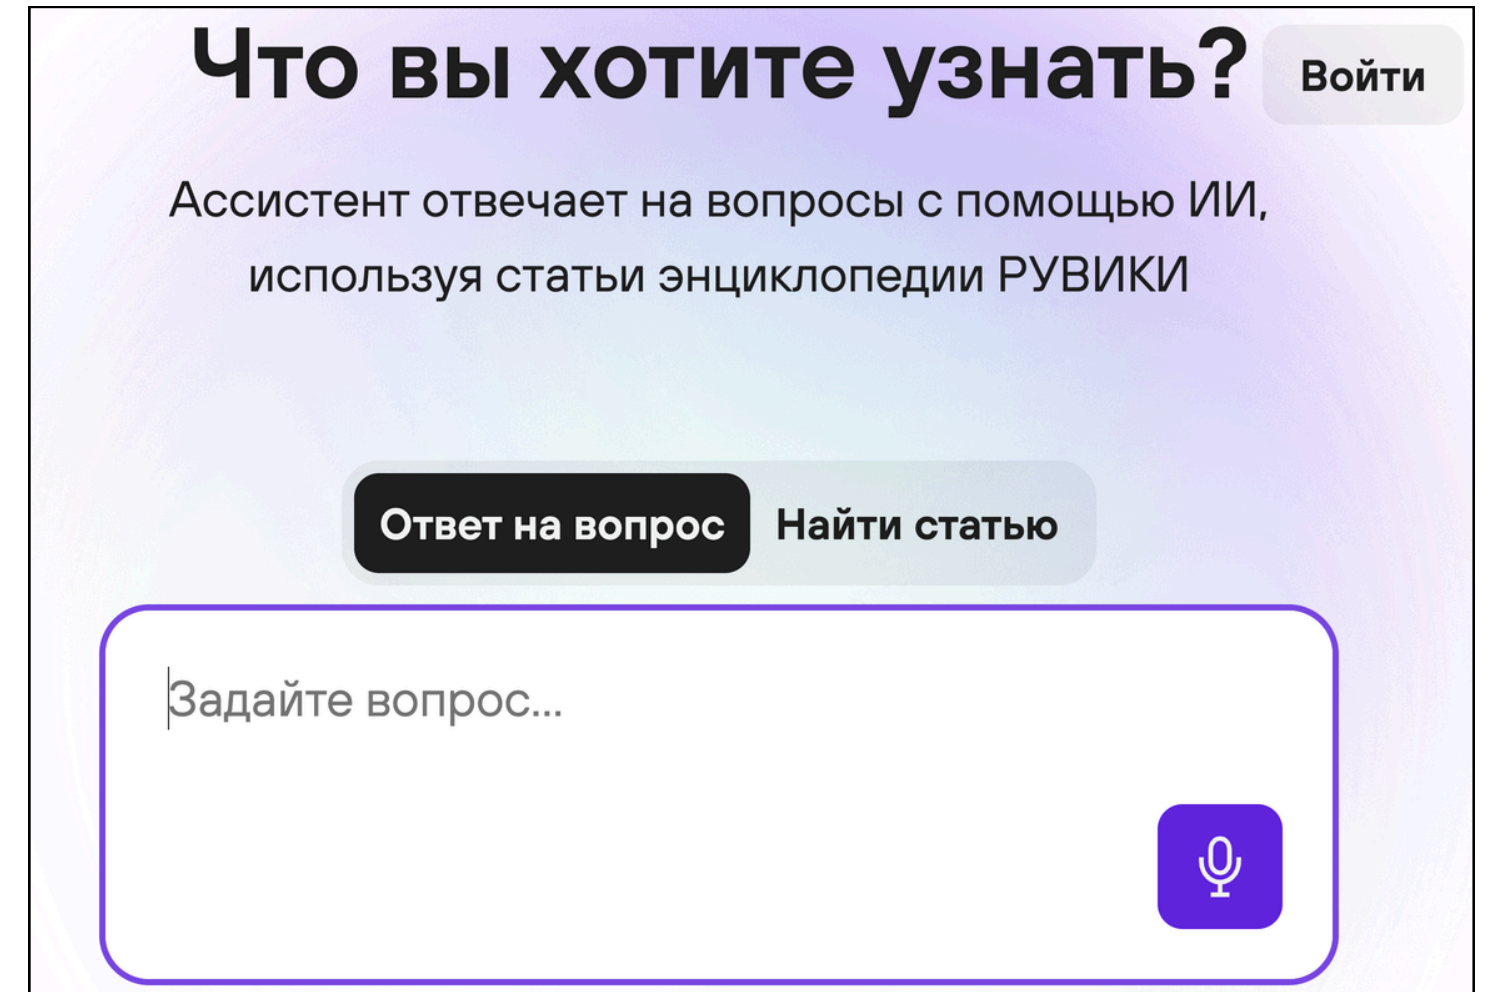 Что вы хотите узнать?
Войти
Ассистент отвечает на вопросы с помощью ИИ,
используя статьи энциклопедии РУВИКИ
Ответ на вопрос
Найти статью
Задайте вопрос...